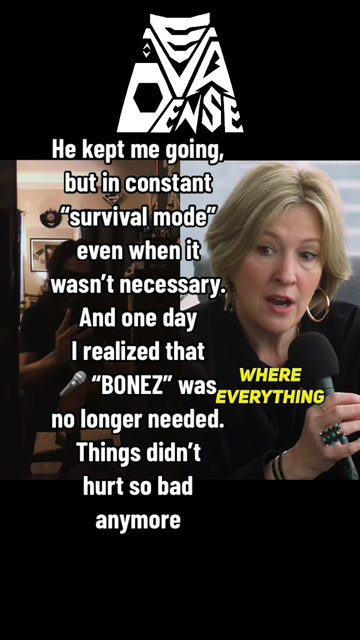 DENSE
He kept me going,
but in constant
“survival mode”
even when it
wasn’t necessary.
And one day
I realized that
🎤 “BONEZ” was
no longer needed.
Things didn’t
hurt so bad
anymore
WHERE
EVERYTHING